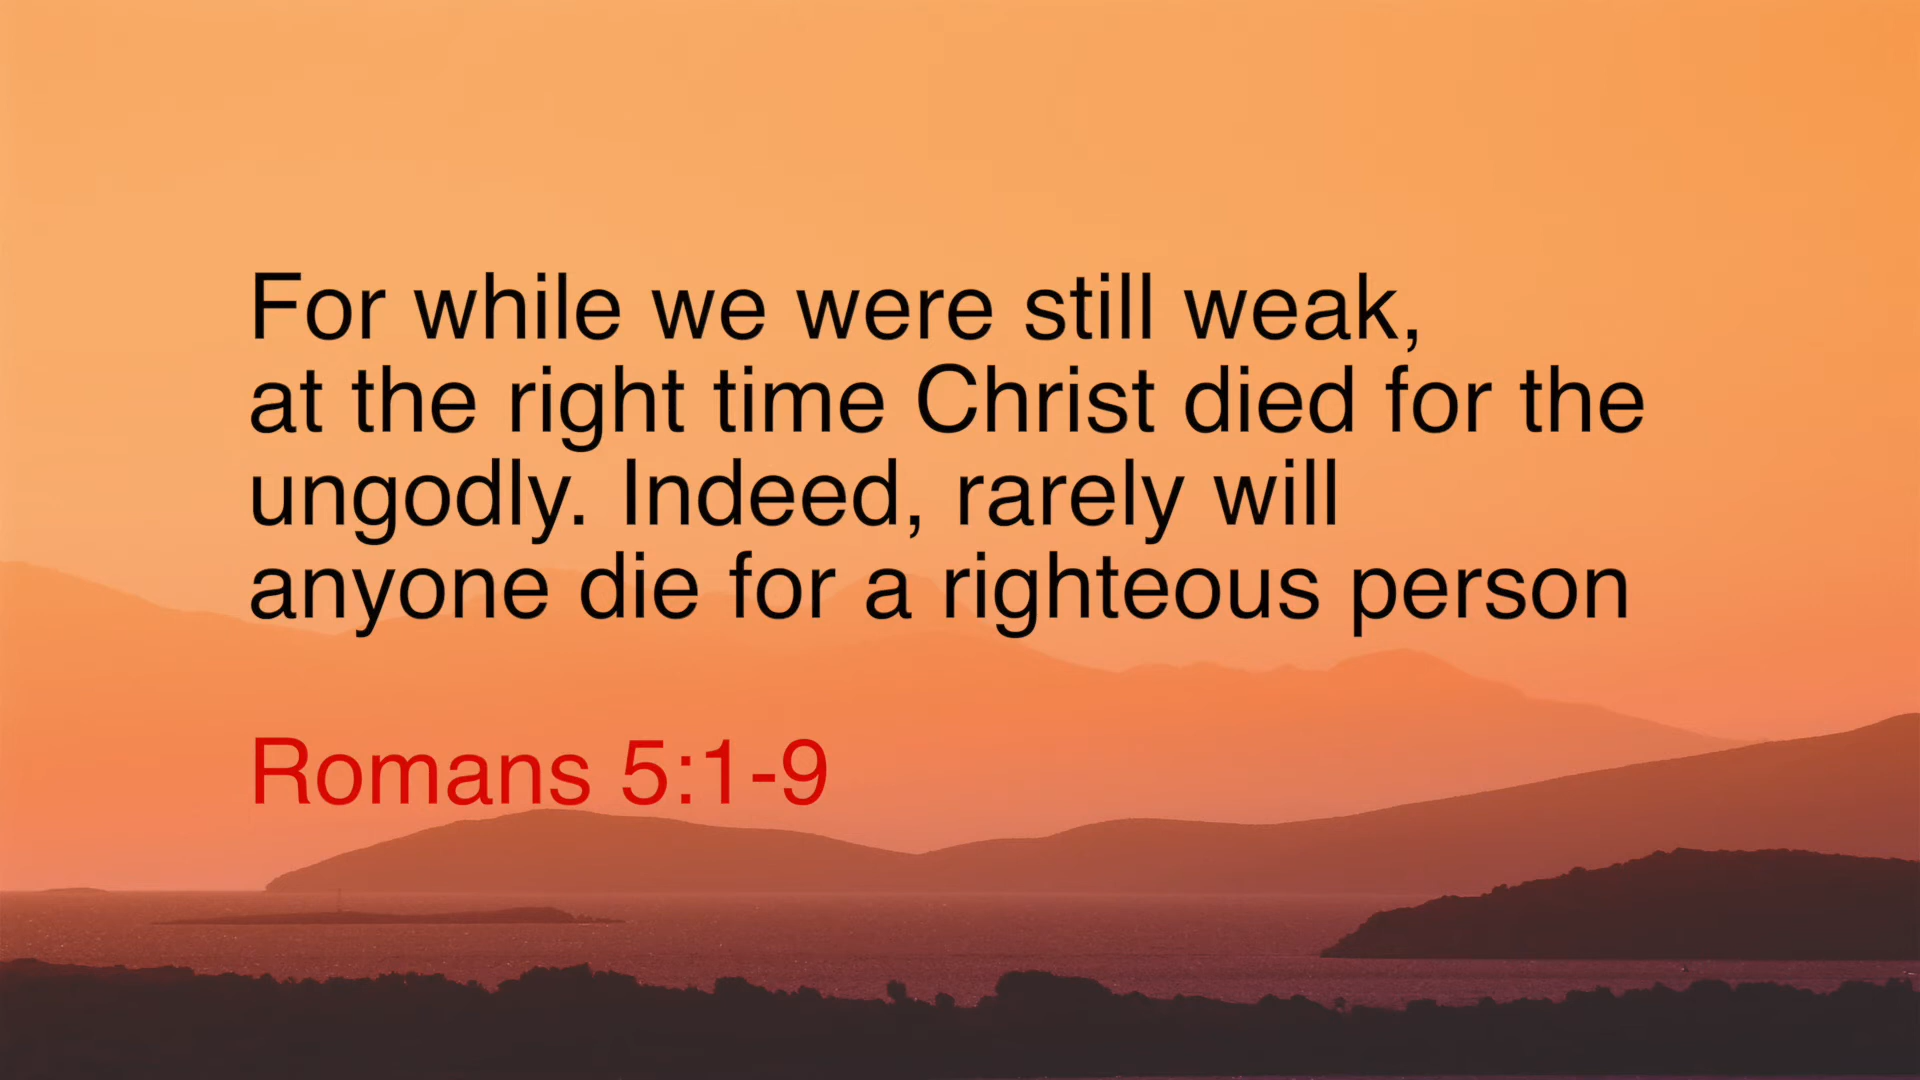 For while we were still weak,
at the right time Christ died for the
ungodly. Indeed, rarely will
anyone die for a righteous person
Romans 5:1-9